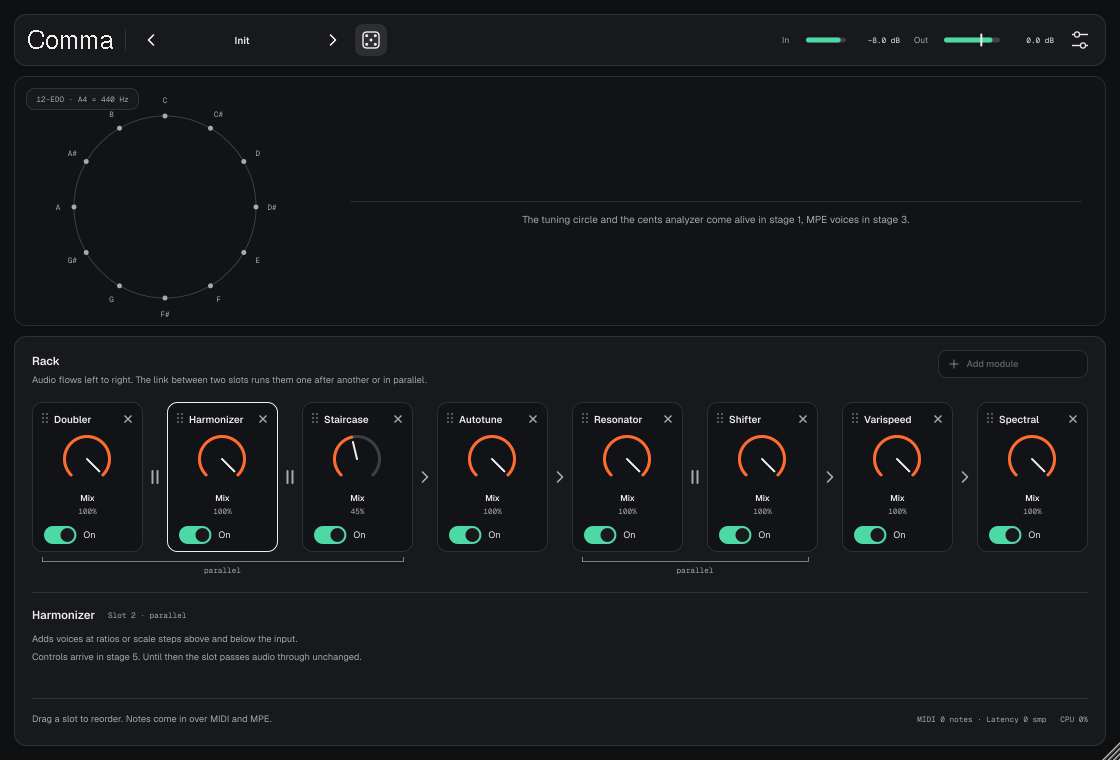 Comma
Init
In
-8.0 dB
Out
0.0 dB
12-EDO · A4 = 440 Hz
C
B
C#
A#
D
A
D#
G#
E
G
F
F#
The tuning circle and the cents analyzer come alive in stage 1, MPE voices in stage 3.
Rack
Add module
Audio flows left to right. The link between two slots runs them one after another or in parallel.
Doubler
Harmonizer
Staircase
Autotune
Resonator
Shifter
Varispeed
Spectral
Mix
Mix
Mix
Mix
Mix
Mix
Mix
Mix
100%
100%
45%
100%
100%
100%
100%
100%
On
On
On
On
On
On
On
On
parallel
parallel
Harmonizer
Slot 2 · parallel
Adds voices at ratios or scale steps above and below the input.
Controls arrive in stage 5. Until then the slot passes audio through unchanged.
Drag a slot to reorder. Notes come in over MIDI and MPE.
MIDI 0 notes · Latency 0 smp
CPU 0%